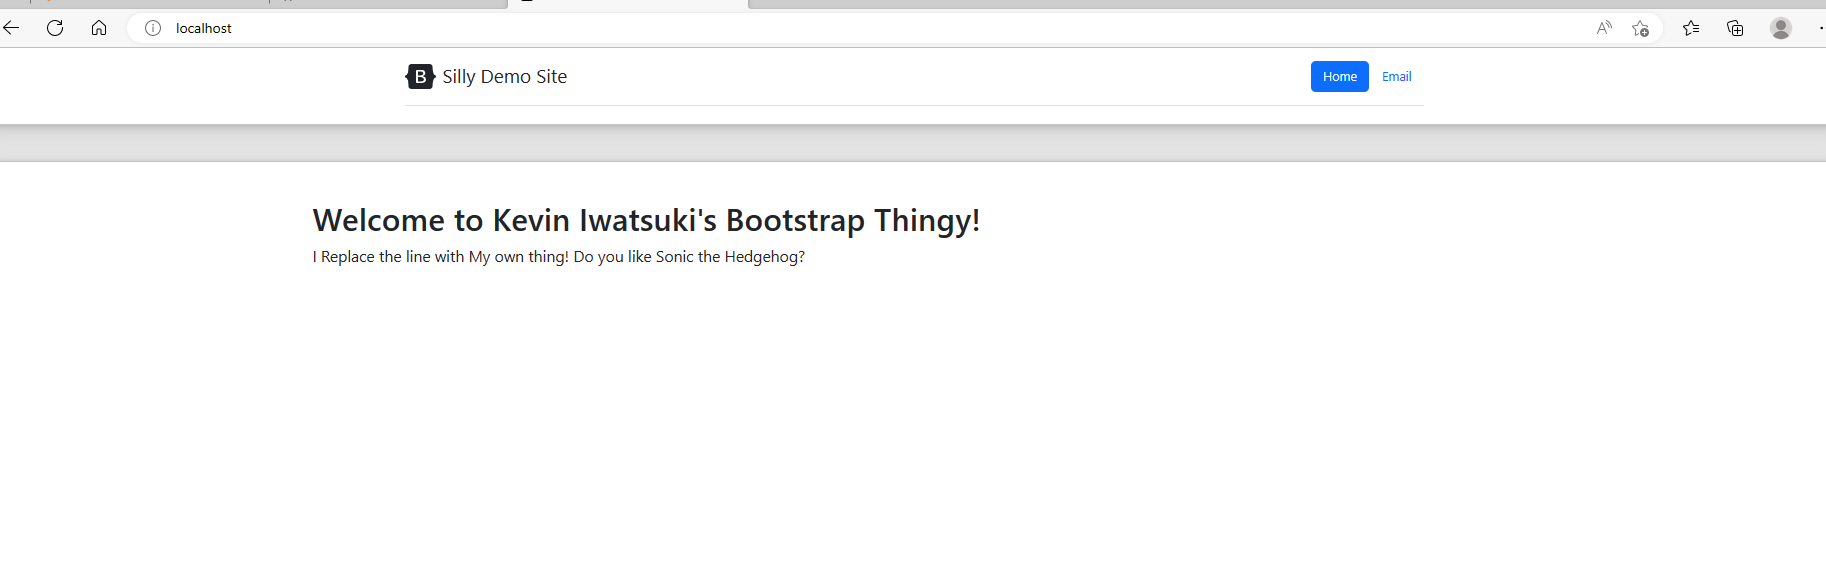 localhost
B Silly Demo Site
Home Email
Welcome to Kevin Iwatsuki's Bootstrap Thingy!
I Replace the line with My own thing! Do you like Sonic the Hedgehog?